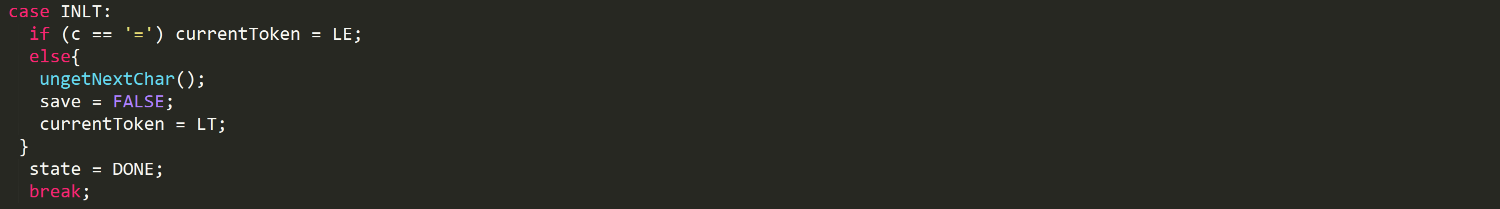 case INLT:
  if (c == '=') currentToken = LE;
  else{
   ungetNextChar();
   save = FALSE;
   currentToken = LT;
 }
  state = DONE;
  break;